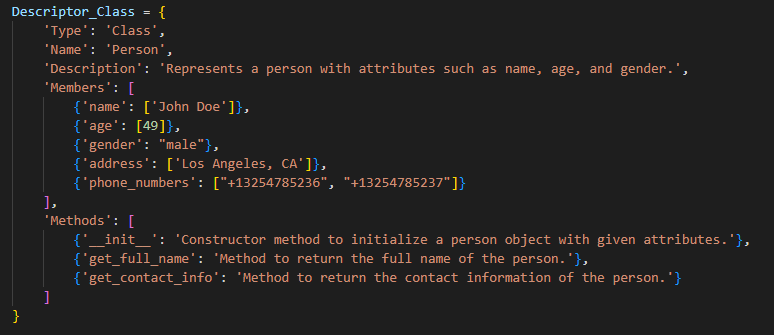 Descriptor_Class = {
    'Type': 'Class',
    'Name': 'Person',
    'Description': 'Represents a person with attributes such as name, age, and gender.',
    'Members': [
        {'name': ['John Doe']},
        {'age': [49]},
        {'gender': "male"},
        {'address': ['Los Angeles, CA']},
        {'phone_numbers': ["+13254785236", "+13254785237"]}
    ],
    'Methods': [
        {'__init__': 'Constructor method to initialize a person object with given attributes.'},
        {'get_full_name': 'Method to return the full name of the person.'},
        {'get_contact_info': 'Method to return the contact information of the person.'}
    ]
}